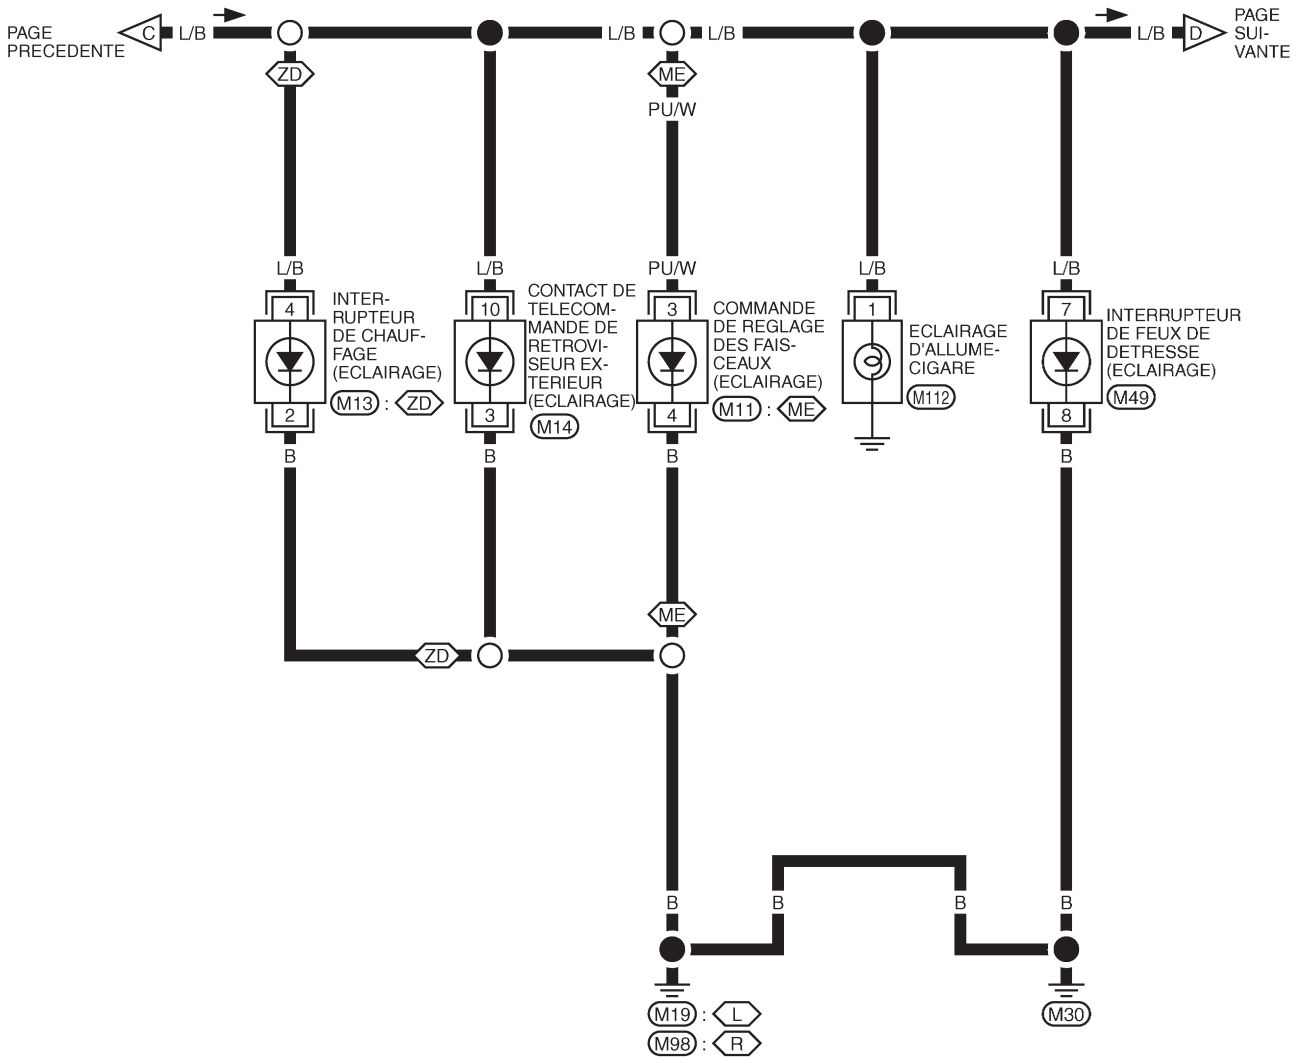 PAGE
PRECEDENTE
C
L/B
L/B
L/B
L/B
D
PAGE
SUI-
VANTE
ZD
ME
PU/W
L/B
L/B
PU/W
L/B
L/B
4
INTER-
RUPTEUR
DE CHAUF-
FAGE
(ECLAIRAGE)
M13 : ZD
2
10
CONTACT DE
TELECOM-
MANDE DE
RETROVI-
SEUR EX-
TERIEUR
(ECLAIRAGE)
M14
3
3
COMMANDE
DE REGLAGE
DES FAIS-
CEAUX
(ECLAIRAGE)
M11 : ME
4
1
ECLAIRAGE
D'ALLUME-
CIGARE
M112
7
INTERRUPTEUR
DE FEUX DE
DETRESSE
(ECLAIRAGE)
M49
8
B
B
B
B
ME
ZD
B
B
B
B
M19 : L
M98 : R
M30